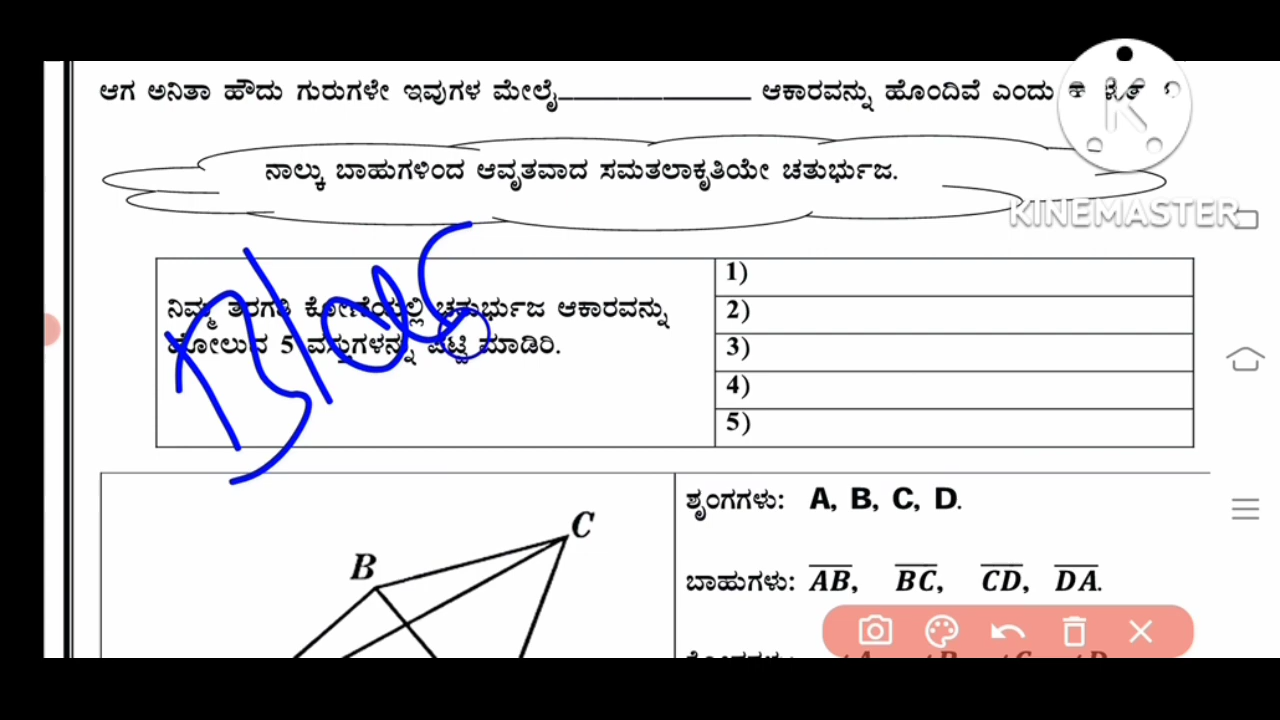 ಆಗ ಅನಿತಾ ಹೌದು ಗುರುಗಳೇ ಇವುಗಳ ಮೇಲೈ__________ ಆಕಾರವನ್ನು ಹೊಂದಿವೆ ಎಂದು
KINEMASTER
ನಾಲ್ಕು ಬಾಹುಗಳಿಂದ ಆವೃತವಾದ ಸಮತಲಾಕೃತಿಯೇ ಚತುರ್ಭುಜ.
ನಿಮ್ಮ ತರಗತಿ ಕೋಣೆಯಲ್ಲಿ ಚತುರ್ಭುಜ ಆಕಾರವನ್ನು
ಹೋಲುವ 5 ವಸ್ತುಗಳನ್ನು ಪಟ್ಟಿ ಮಾಡಿರಿ.
1)
2)
3)
4)
5)
B
C
ಶೃಂಗಗಳು: A, B, C, D.
ಬಾಹುಗಳು: AB, BC, CD, DA.